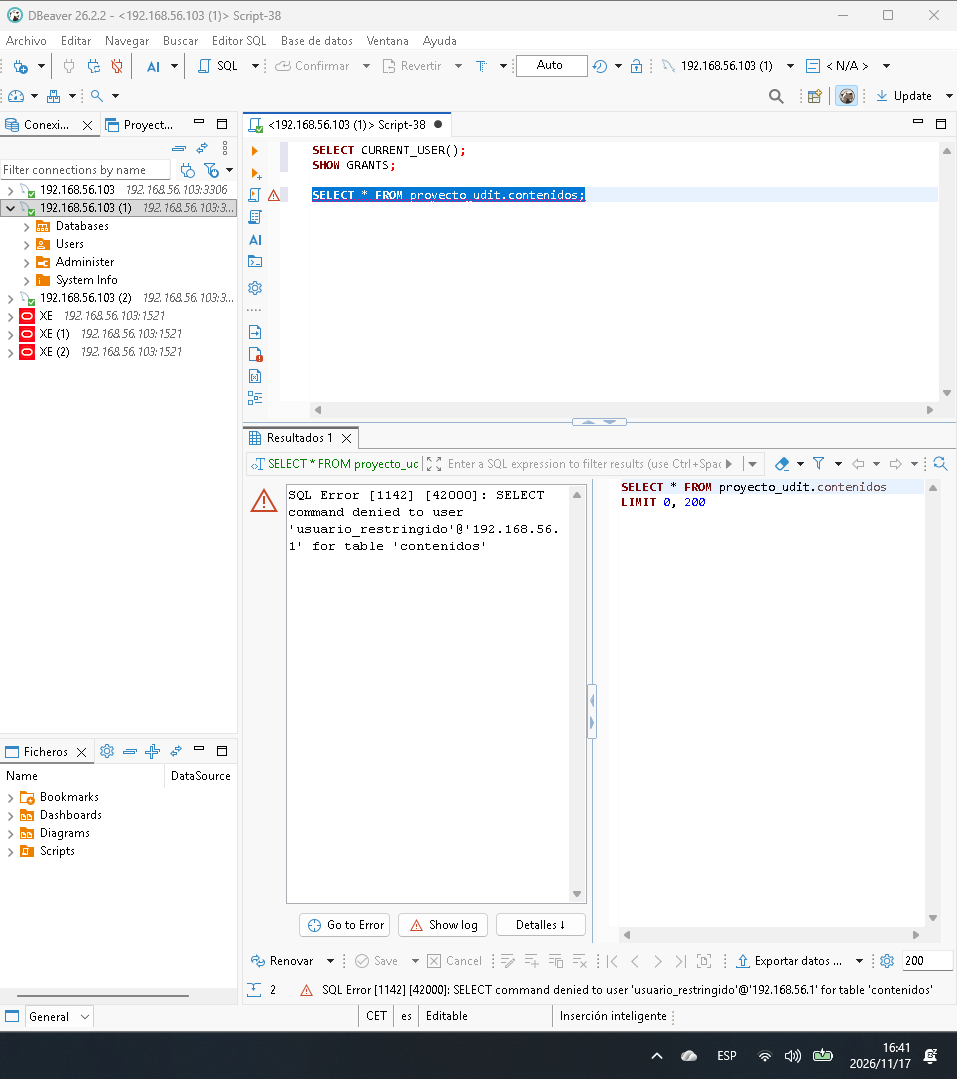 DBeaver 26.2.2 - <192.168.56.103 (1)> Script-38
Archivo Editar Navegar Buscar Editor SQL Base de datos Ventana Ayuda
AI SQL Confirmar Revertir T Auto 192.168.56.103 (1) < N/A >
Update
Conexi... Proyect...
<192.168.56.103 (1)> Script-38
Filter connections by name
192.168.56.103 192.168.56.103:3306
192.168.56.103 (1) 192.168.56.103:3...
Databases
Users
Administer
System Info
192.168.56.103 (2) 192.168.56.103:3...
XE 192.168.56.103:1521
XE (1) 192.168.56.103:1521
XE (2) 192.168.56.103:1521
SELECT CURRENT_USER();
SHOW GRANTS;
SELECT * FROM proyecto_udit.contenidos;
AI
Resultados 1
SELECT * FROM proyecto_uc Enter a SQL expression to filter results (use Ctrl+Spac
SQL Error [1142] [42000]: SELECT
command denied to user
'usuario_restringido'@'192.168.56.
1' for table 'contenidos'
SELECT * FROM proyecto_udit.contenidos
LIMIT 0, 200
Go to Error Show log Detalles ↓
Renovar Save Cancel Exportar datos ... 200
2 SQL Error [1142] [42000]: SELECT command denied to user 'usuario_restringido'@'192.168.56.1' for table 'contenidos'
Ficheros
Name DataSource
Bookmarks
Dashboards
Diagrams
Scripts
General CET es Editable Inserción inteligente
ESP 16:41
2026/11/17